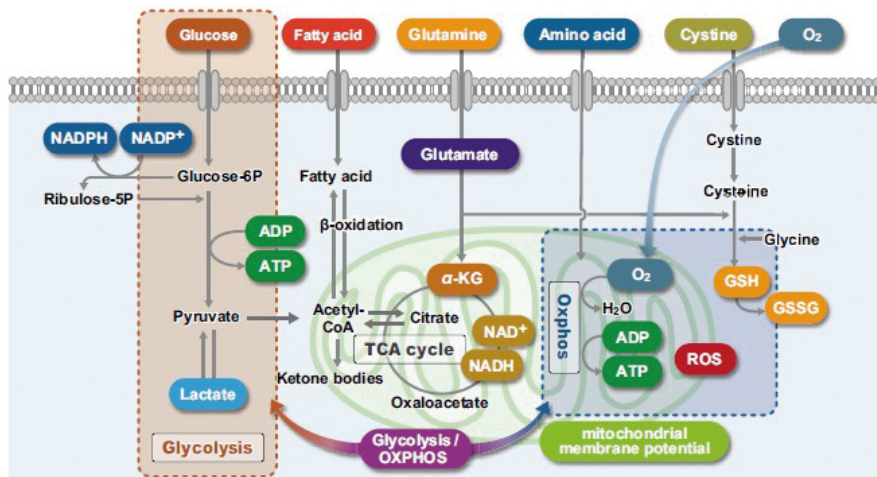 Glucose
Fatty acid
Glutamine
Amino acid
Cystine
O₂
NADPH
NADP⁺
Glutamate
Cystine
Glucose-6P
Fatty acid
Cysteine
Ribulose-5P
β-oxidation
Glycine
ADP
ATP
α-KG
O₂
GSH
H₂O
GSSG
Oxphos
Pyruvate
Acetyl-
CoA
Citrate
NAD⁺
ADP
TCA cycle
NADH
ATP
ROS
Ketone bodies
Lactate
Oxaloacetate
Glycolysis
Glycolysis /
OXPHOS
mitochondrial
membrane potential